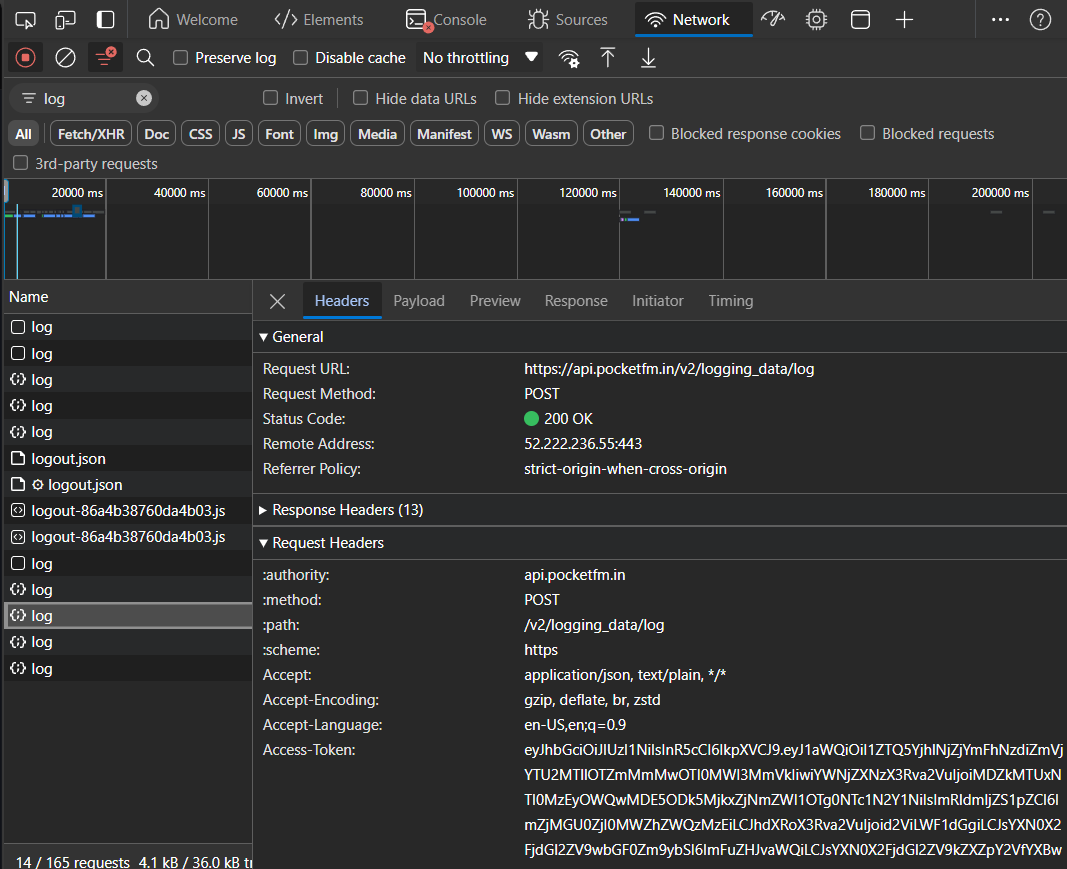 Welcome Elements Console Sources Network
Preserve log Disable cache No throttling
log Invert Hide data URLs Hide extension URLs
All Fetch/XHR Doc CSS JS Font Img Media Manifest WS Wasm Other Blocked response cookies Blocked requests
3rd-party requests
20000 ms 40000 ms 60000 ms 80000 ms 100000 ms 120000 ms 140000 ms 160000 ms 180000 ms 200000 ms
Name
log
log
log
log
log
logout.json
logout.json
logout-86a4b38760da4b03.js
logout-86a4b38760da4b03.js
log
log
log
log
log
14 / 165 requests 4.1 kB / 36.0 kB
Headers Payload Preview Response Initiator Timing
General
Request URL: https://api.pocketfm.in/v2/logging_data/log
Request Method: POST
Status Code: 200 OK
Remote Address: 52.222.236.55:443
Referrer Policy: strict-origin-when-cross-origin
Response Headers (13)
Request Headers
:authority: api.pocketfm.in
:method: POST
:path: /v2/logging_data/log
:scheme: https
Accept: application/json, text/plain, */*
Accept-Encoding: gzip, deflate, br, zstd
Accept-Language: en-US,en;q=0.9
Access-Token: